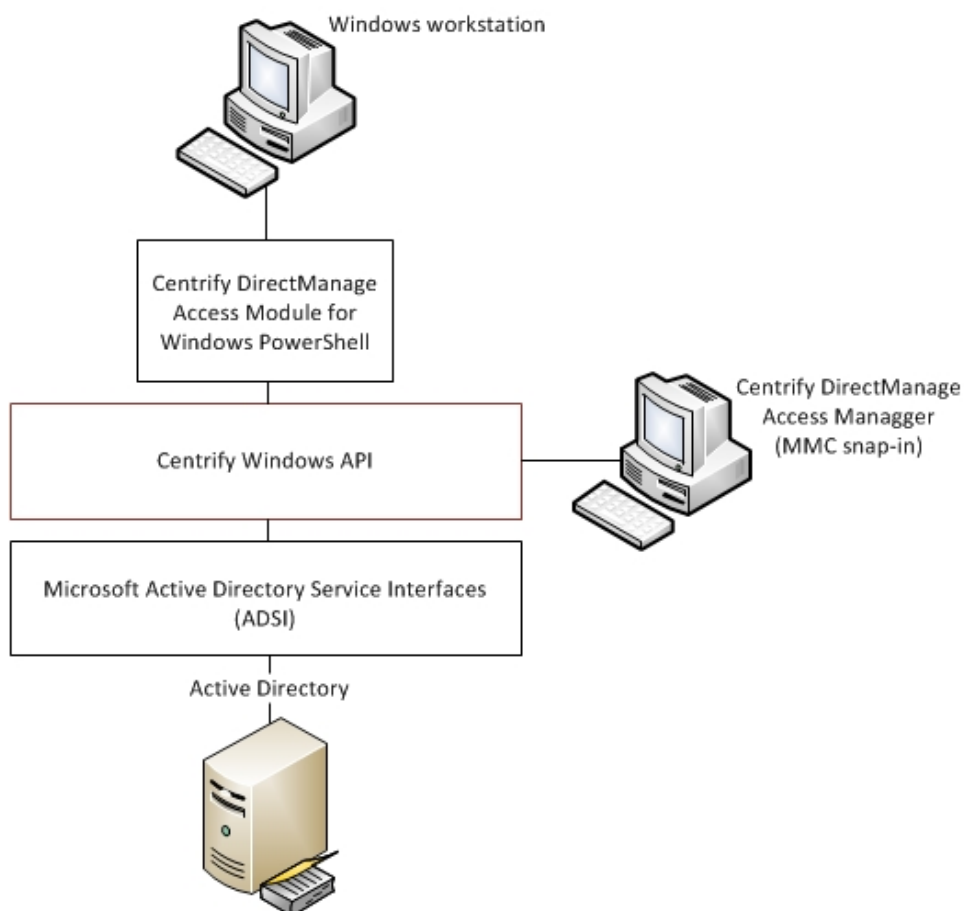 Windows workstation
Centrify DirectManage
Access Module for
Windows PowerShell
Centrify DirectManage
Access Managger
(MMC snap-in)
Centrify Windows API
Microsoft Active Directory Service Interfaces
(ADSI)
Active Directory